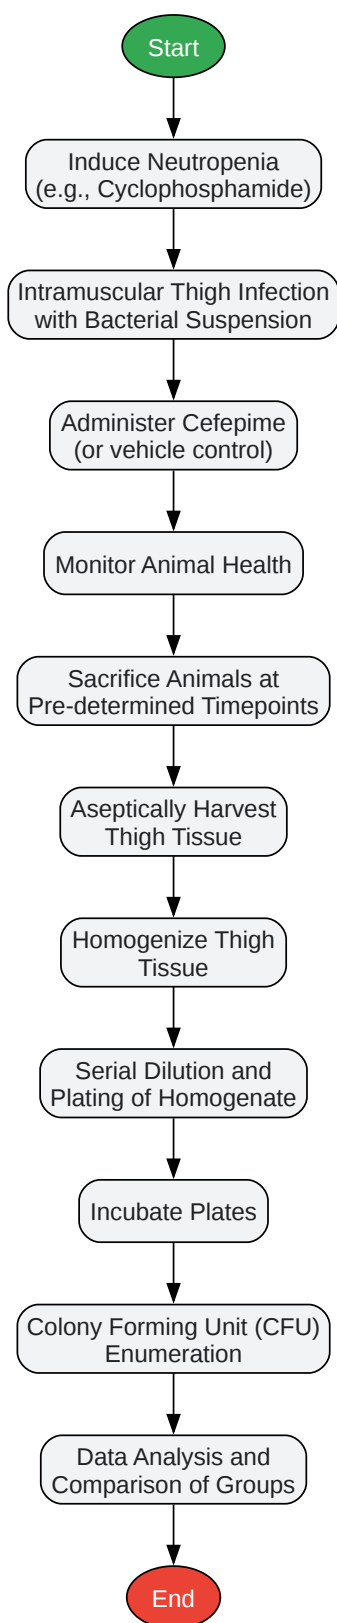 Start
Induce Neutropenia
(e.g., Cyclophosphamide)
Intramuscular Thigh Infection
with Bacterial Suspension
Administer Cefepime
(or vehicle control)
Monitor Animal Health
Sacrifice Animals at
Pre-determined Timepoints
Aseptically Harvest
Thigh Tissue
Homogenize Thigh
Tissue
Serial Dilution and
Plating of Homogenate
Incubate Plates
Colony Forming Unit (CFU)
Enumeration
Data Analysis and
Comparison of Groups
End